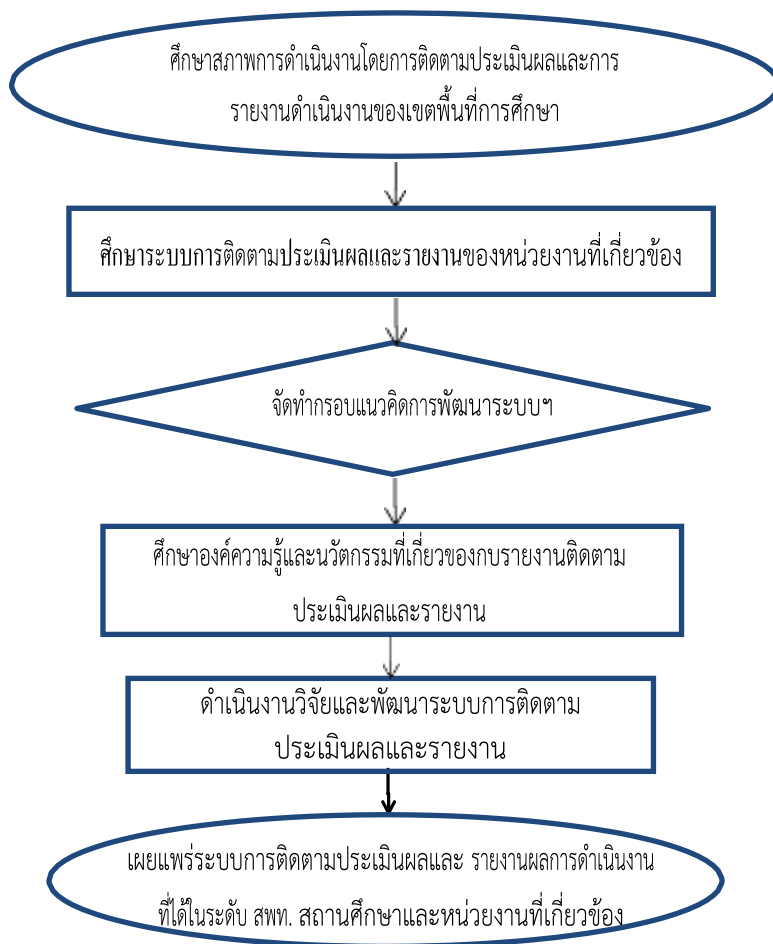 ศึกษาสภาพการดำเนินงานโดยการติดตามประเมินผลและการ
รายงานดำเนินงานของเขตพื้นที่การศึกษา
ศึกษาระบบการติดตามประเมินผลและรายงานของหน่วยงานที่เกี่ยวข้อง
จัดทำกรอบแนวคิดการพัฒนาระบบฯ
ศึกษาองค์ความรู้และนวัตกรรมที่เกี่ยวของกบรายงานติดตาม
ประเมินผลและรายงาน
ดำเนินงานวิจัยและพัฒนาระบบการติดตาม
ประเมินผลและรายงาน
เผยแพร่ระบบการติดตามประเมินผลและ รายงานผลการดำเนินงาน
ที่ได้ในระดับ สพท. สถานศึกษาและหน่วยงานที่เกี่ยวข้อง